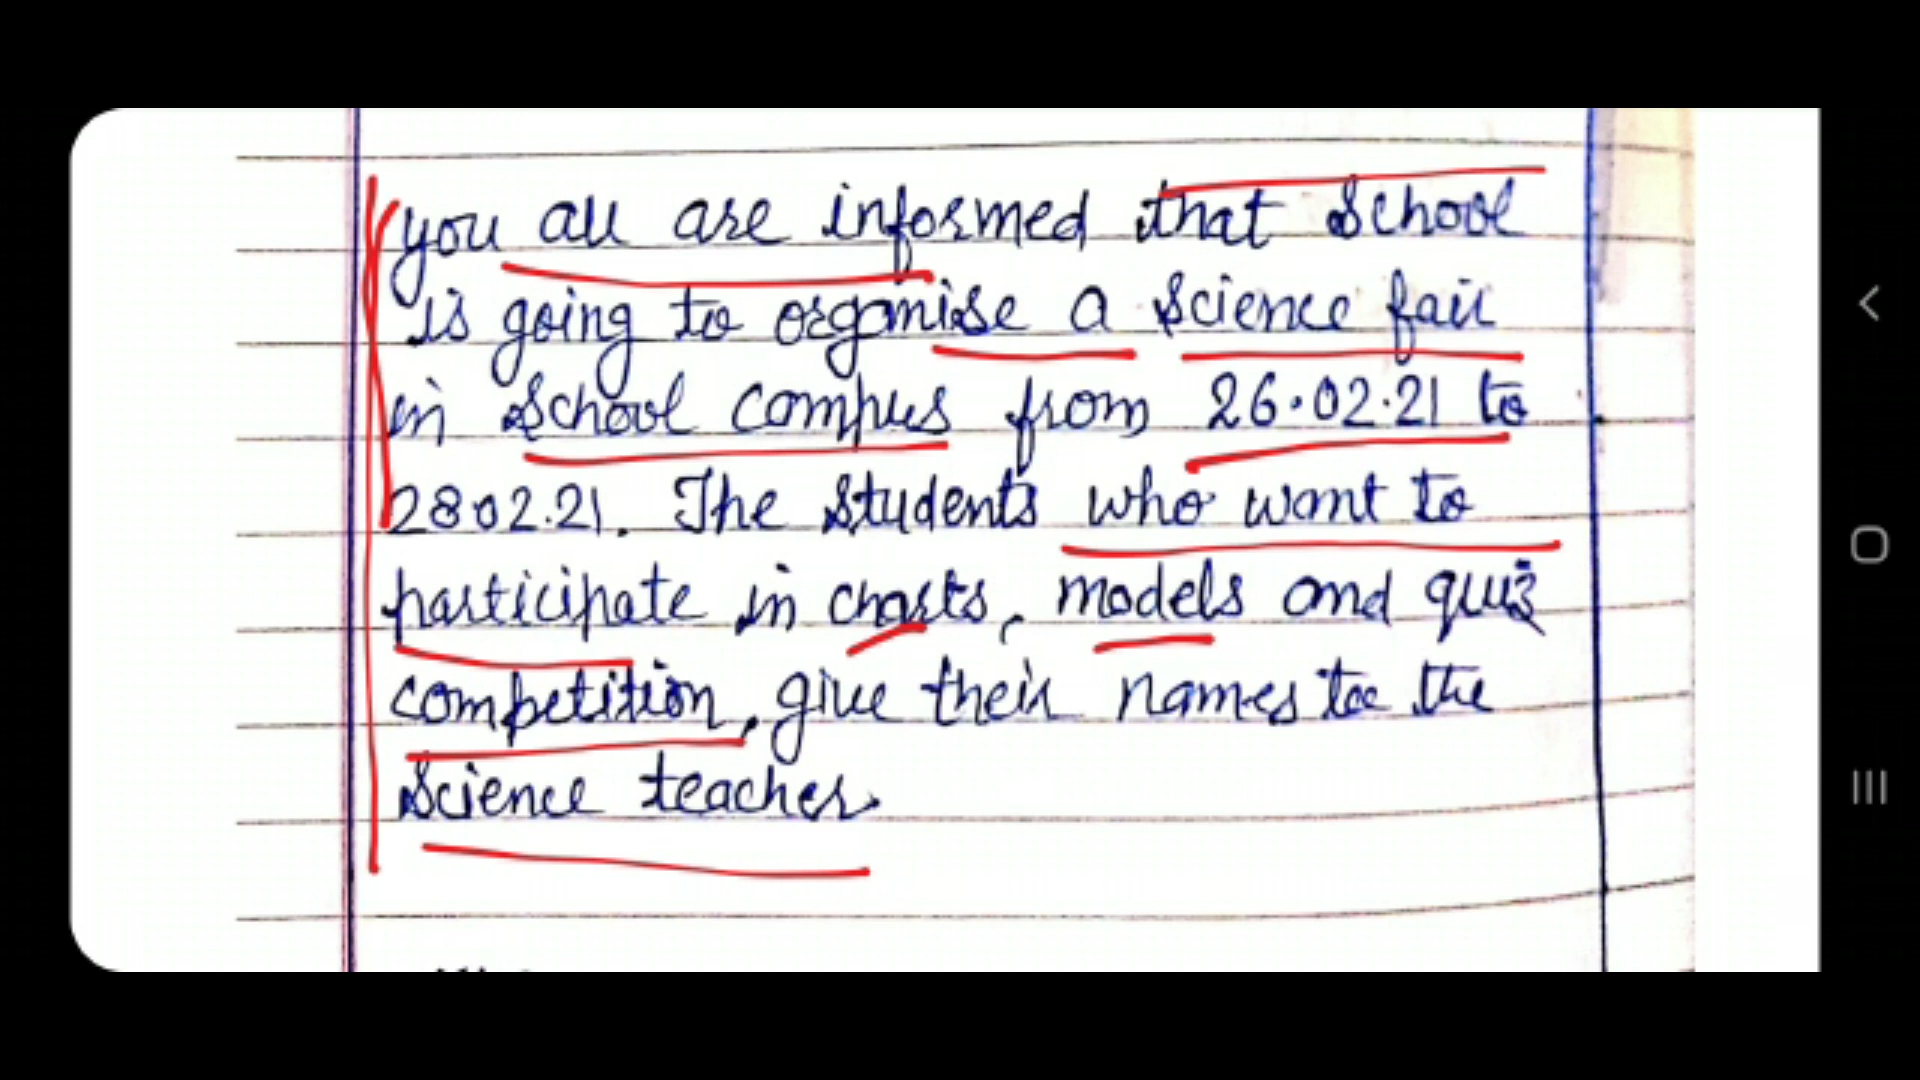 you all are informed that School
is going to organise a science fair
in School campus from 26.02.21 to
2802.21. The students who want to
participate in charts, models and quiz
competition, give their names to the
Science teacher.